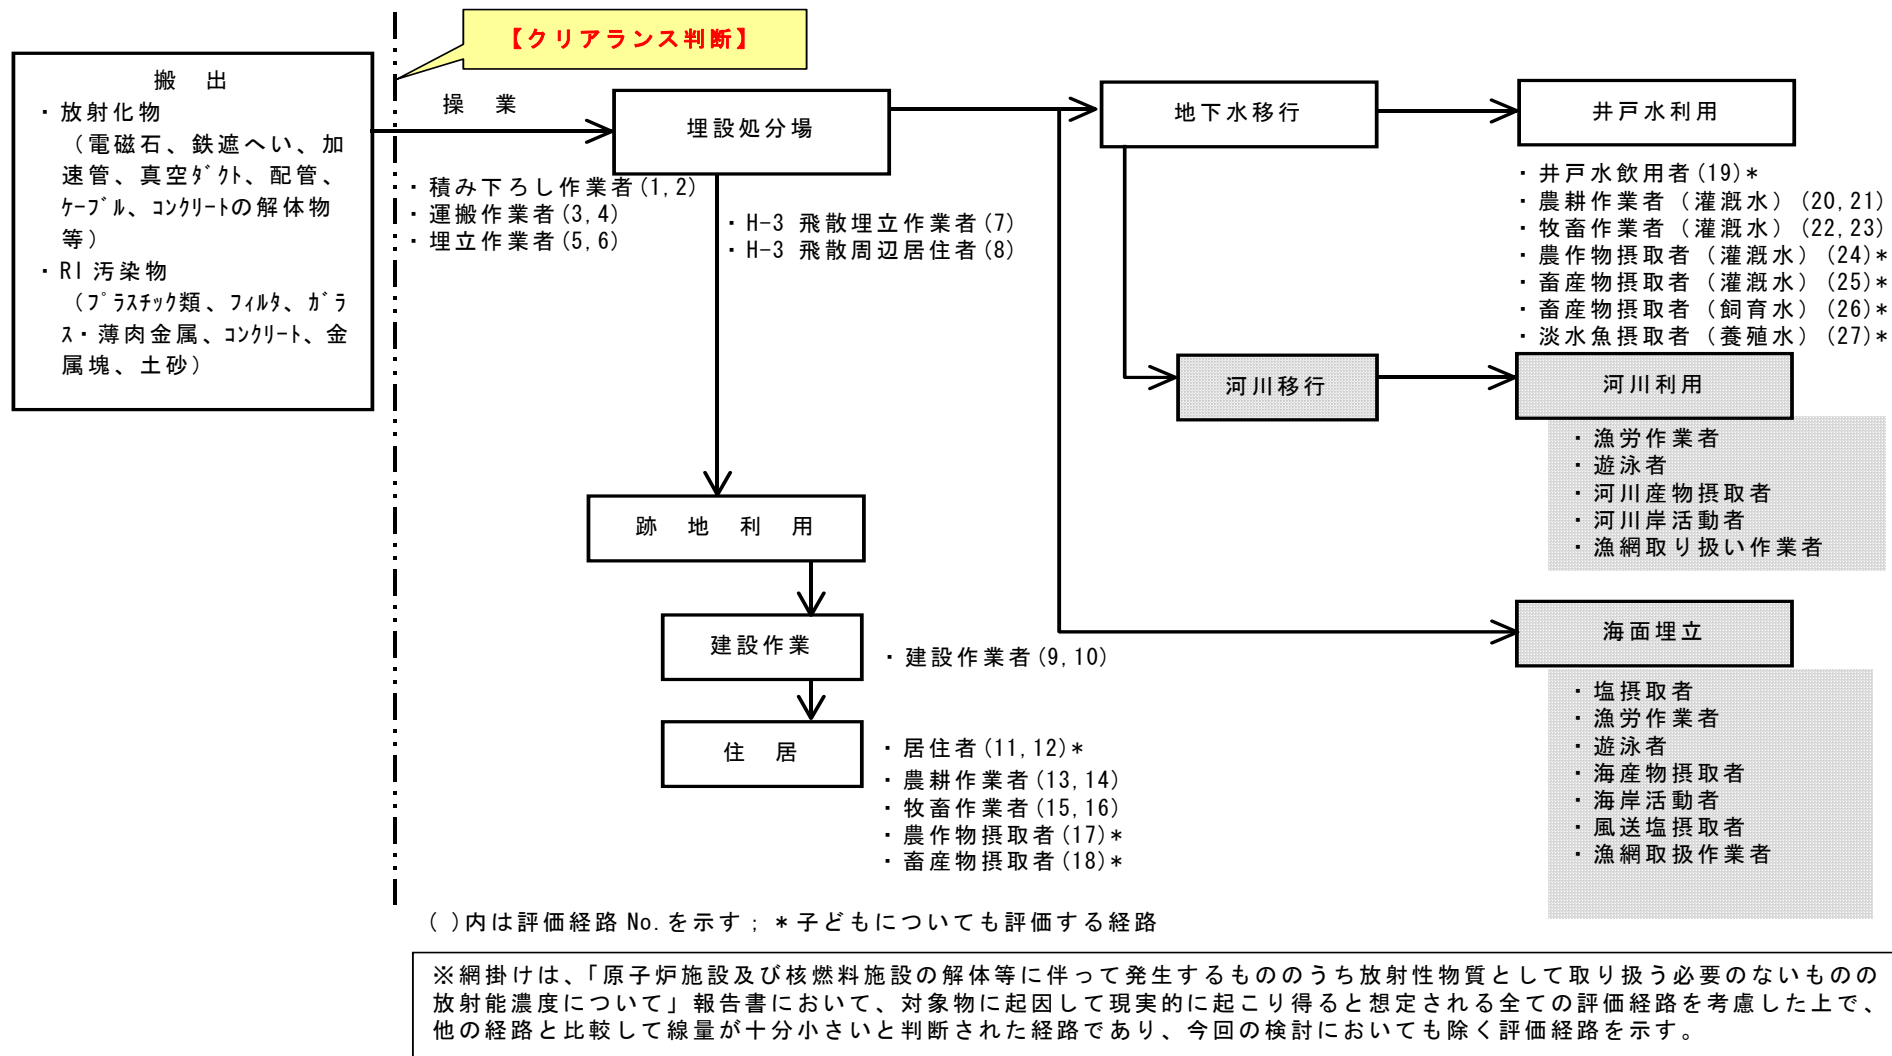 【クリアランス判断】
搬 出
・放射化物
（電磁石、鉄遮へい、加
速管、真空ﾀﾞｸﾄ、配管、
ｹｰﾌﾞﾙ、ｺﾝｸﾘｰﾄの解体物
等）
・RI 汚染物
（ﾌﾟﾗｽﾁｯｸ類、ﾌｨﾙﾀ、ｶﾞﾗ
ｽ・薄肉金属、ｺﾝｸﾘｰﾄ、金
属塊、土砂）
操 業
埋設処分場
・積み下ろし作業者(1,2)
・運搬作業者(3,4)
・埋立作業者(5,6)
・H-3 飛散埋立作業者(7)
・H-3 飛散周辺居住者(8)
地下水移行
井戸水利用
・井戸水飲用者(19)*
・農耕作業者（灌漑水）(20,21)
・牧畜作業者（灌漑水）(22,23)
・農作物摂取者（灌漑水）(24)*
・畜産物摂取者（灌漑水）(25)*
・畜産物摂取者（飼育水）(26)*
・淡水魚摂取者（養殖水）(27)*
河川移行
河川利用
・漁労作業者
・遊泳者
・河川産物摂取者
・河川岸活動者
・漁網取り扱い作業者
跡 地 利 用
建設作業
・建設作業者(9,10)
住 居
・居住者(11,12)*
・農耕作業者(13,14)
・牧畜作業者(15,16)
・農作物摂取者(17)*
・畜産物摂取者(18)*
海面埋立
・塩摂取者
・漁労作業者
・遊泳者
・海産物摂取者
・海岸活動者
・風送塩摂取者
・漁網取扱作業者
( )内は評価経路 No.を示す；＊子どもについても評価する経路
※網掛けは、「原子炉施設及び核燃料施設の解体等に伴って発生するもののうち放射性物質として取り扱う必要のないものの
放射能濃度について」報告書において、対象物に起因して現実的に起こり得ると想定される全ての評価経路を考慮した上で、
他の経路と比較して線量が十分小さいと判断された経路であり、今回の検討においても除く評価経路を示す。